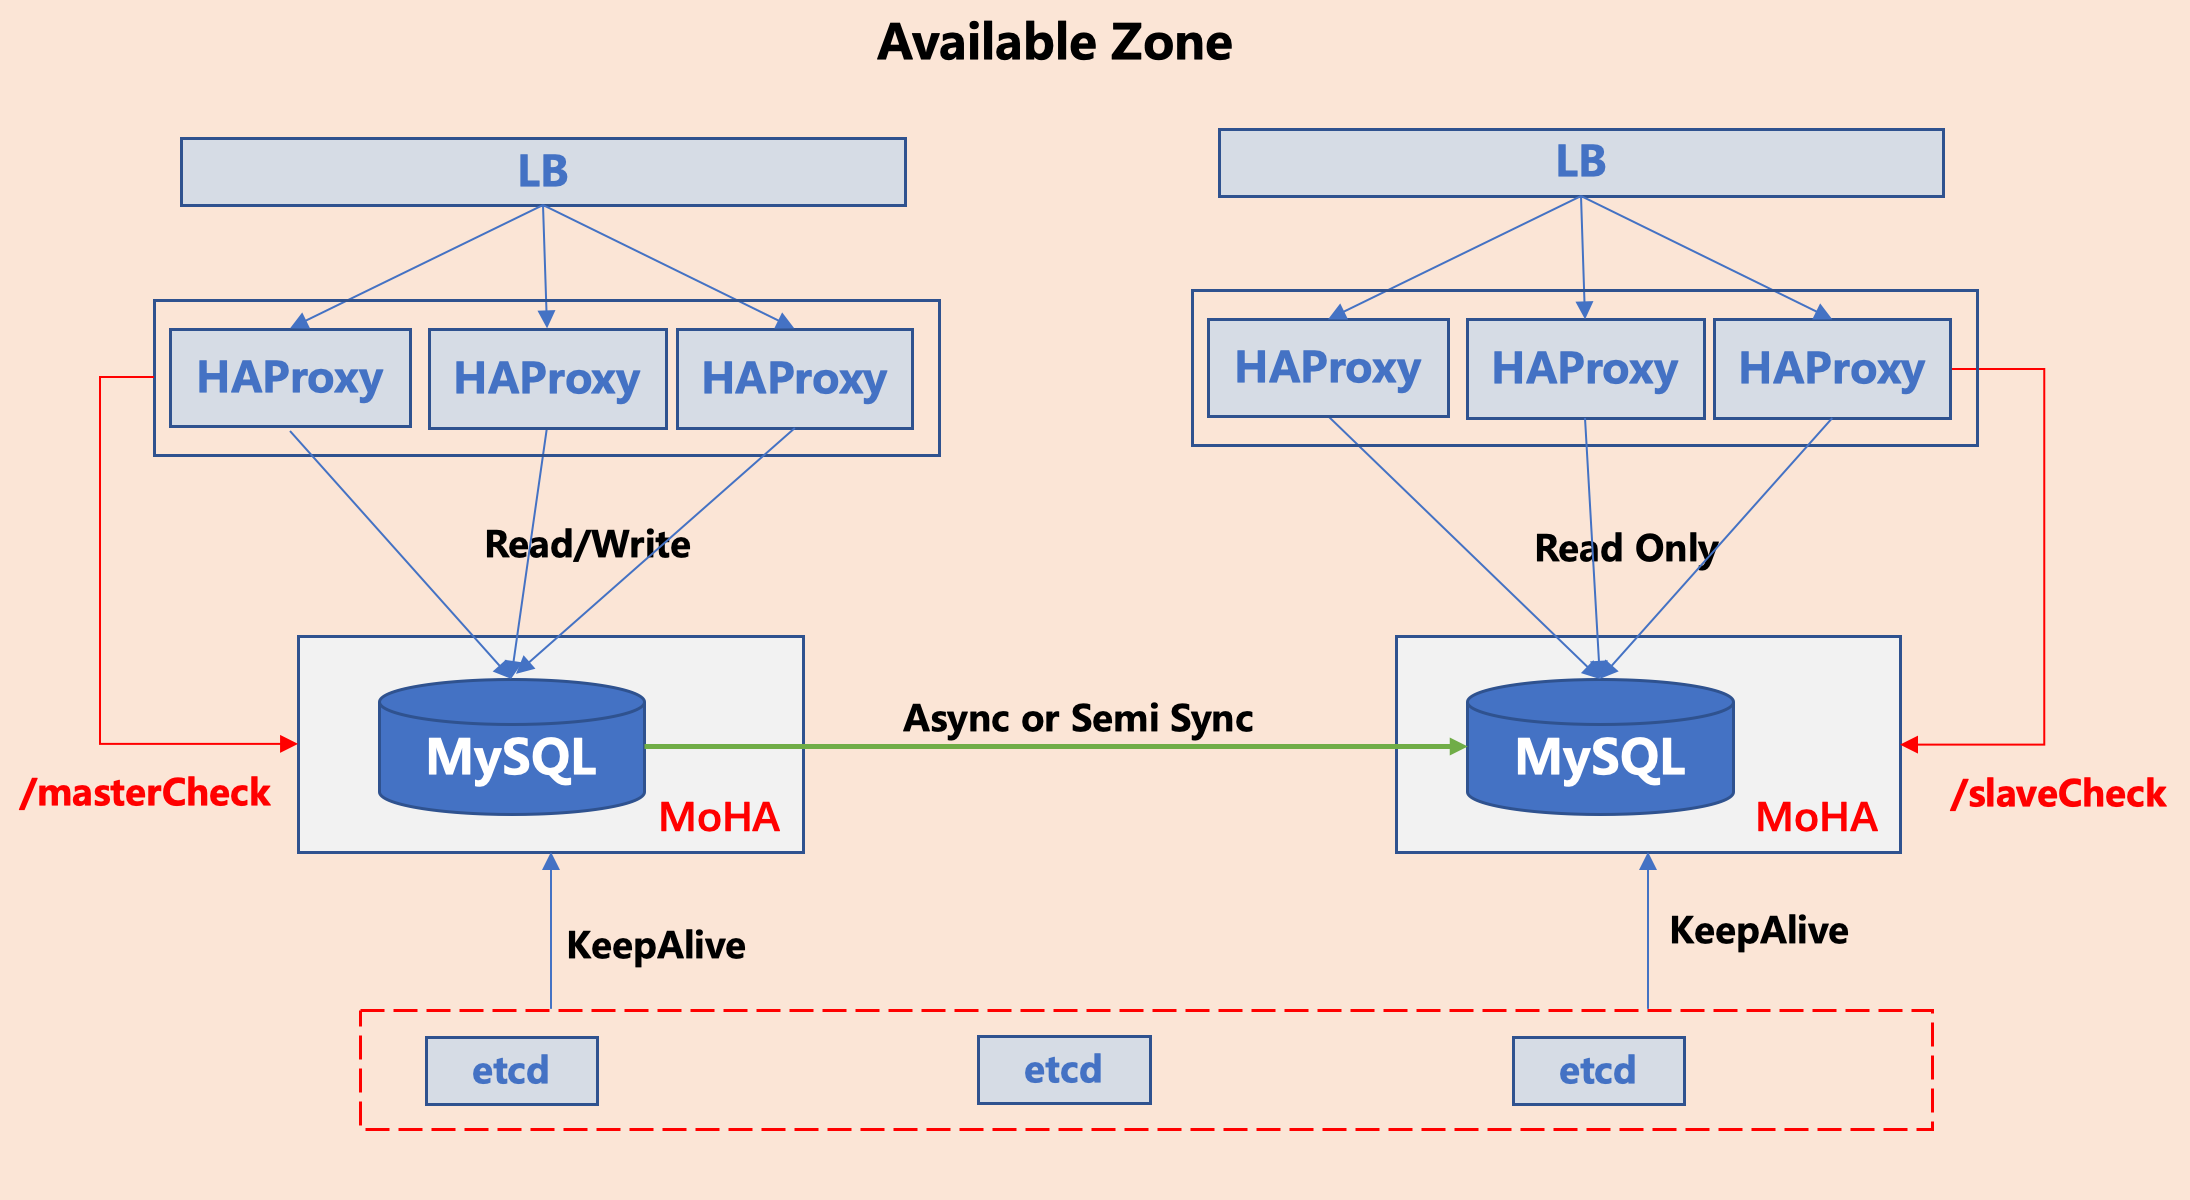 Available Zone
LB
LB
HAProxy
HAProxy
HAProxy
HAProxy
HAProxy
HAProxy
Read/Write
Read Only
Async or Semi Sync
MySQL
MySQL
/masterCheck
MoHA
MoHA
/slaveCheck
KeepAlive
KeepAlive
etcd
etcd
etcd